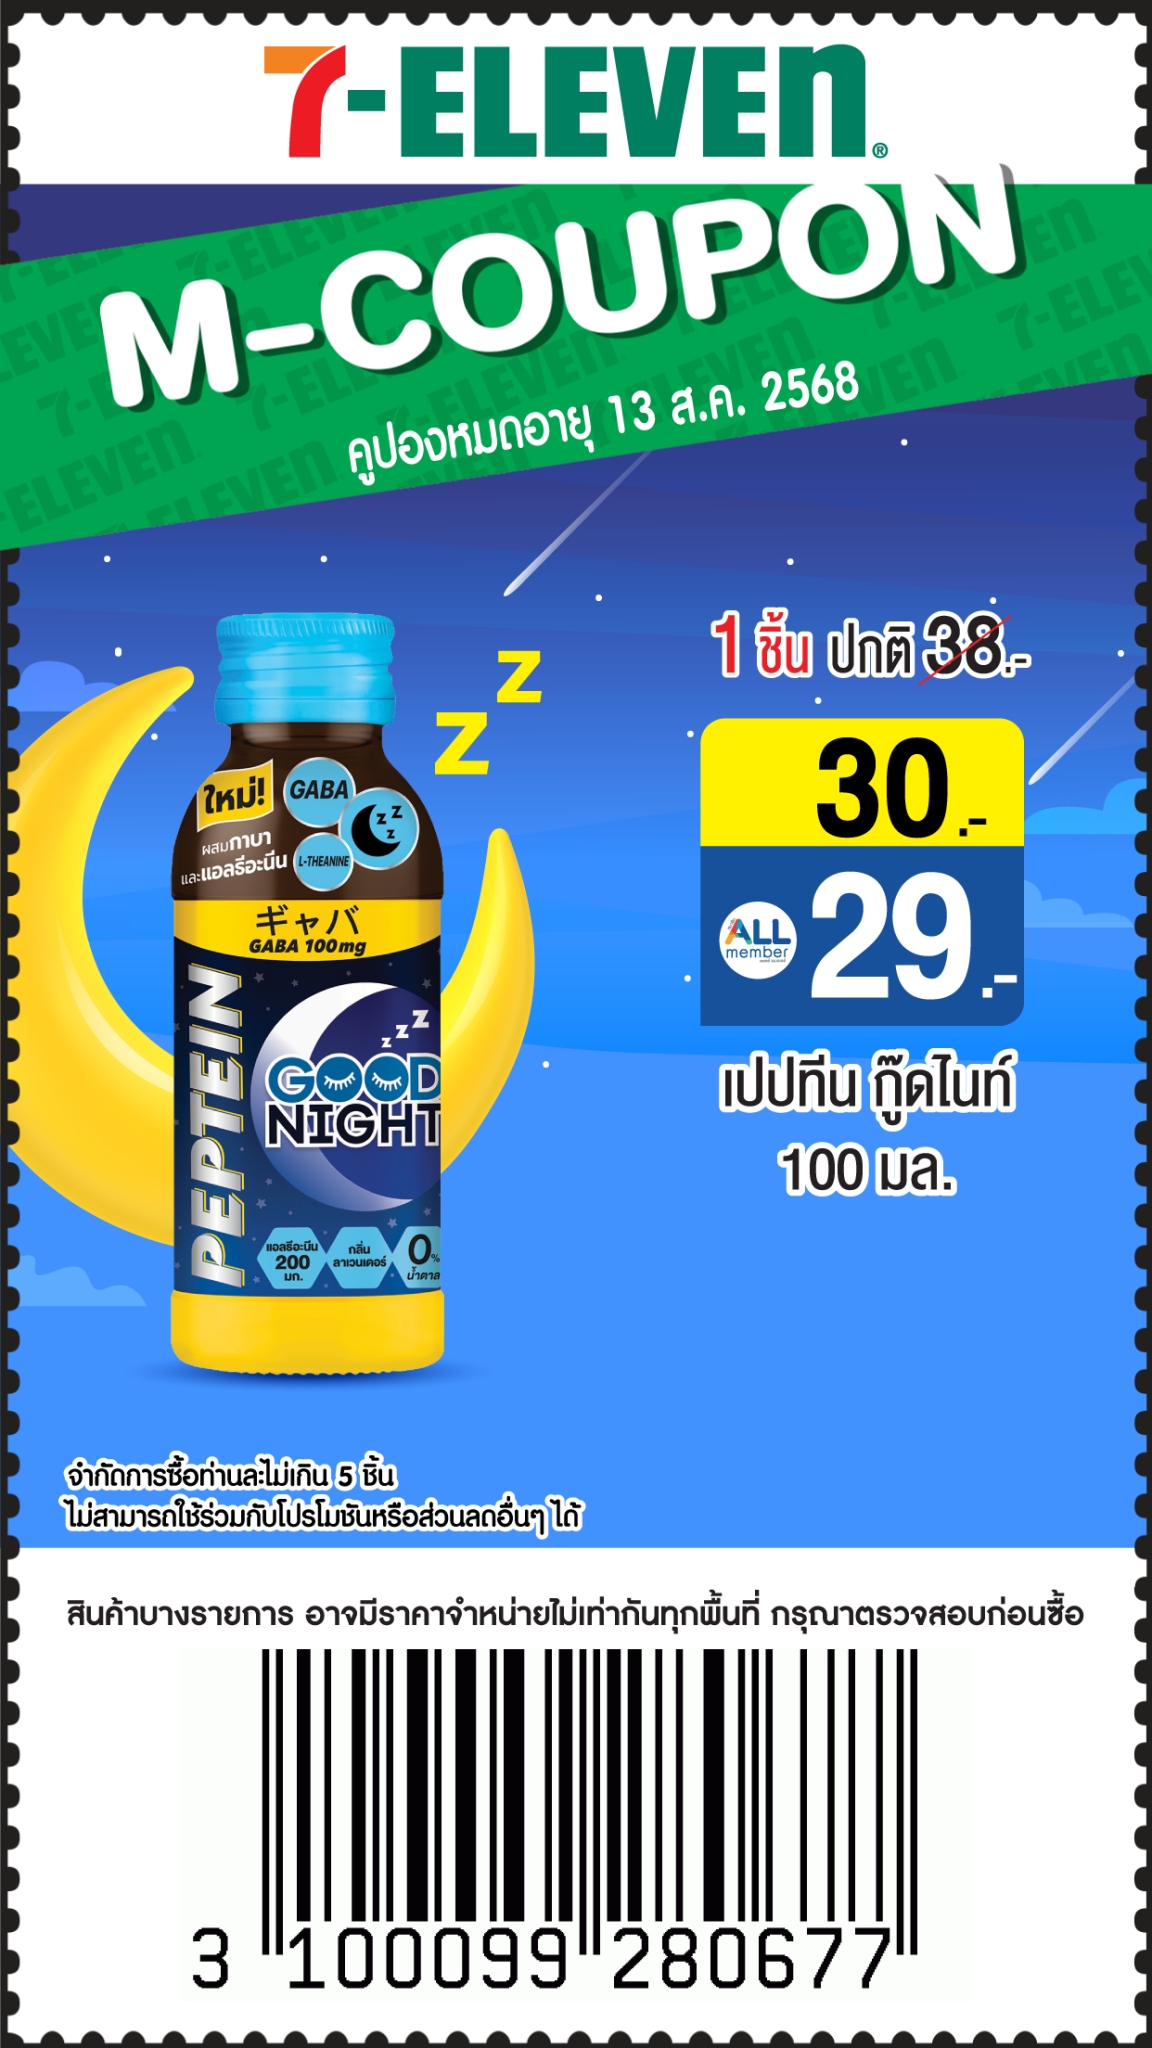 7-ELEVEN®
M-COUPON
คูปองหมดอายุ 13 ส.ค. 2568
1 ชิ้น ปกติ 38.-
30.-
ALL member 29.-
เปปทีน กู๊ดไนท์
100 มล.
z
z
ใหม่!
GABA
ผสมกาบา
และแอลธีอะนีน
L-THEANINE
z z z
ギャバ
GABA 100mg
PEPTEIN
z z z
GOOD
NIGHT
แอลธีอะนีน
200
มก.
กลิ่น
ลาเวนเดอร์
0%
น้ำตาล
จำกัดการซื้อท่านละไม่เกิน 5 ชิ้น
ไม่สามารถใช้ร่วมกับโปรโมชันหรือส่วนลดอื่นๆ ได้
สินค้าบางรายการ อาจมีราคาจำหน่ายไม่เท่ากันทุกพื้นที่ กรุณาตรวจสอบก่อนซื้อ
3 100099 280677